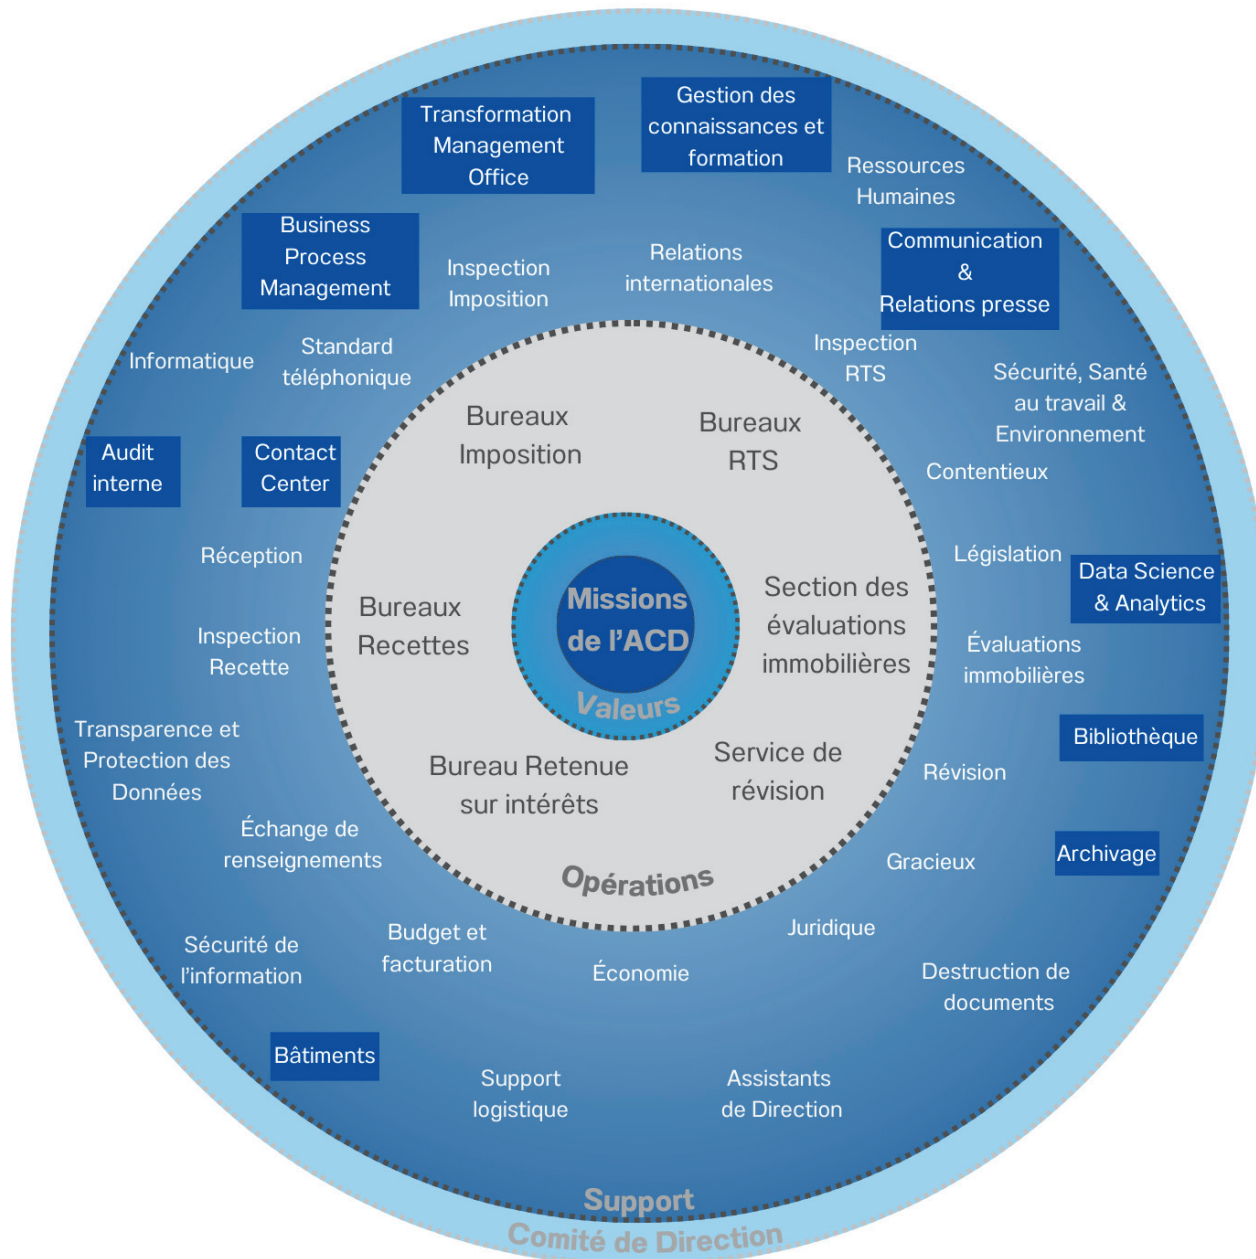 Transformation
Management
Office
Gestion des
connaissances et
formation
Ressources
Humaines
Business
Process
Management
Inspection
Imposition
Relations
internationales
Communication
&
Relations presse
Informatique
Standard
téléphonique
Inspection
RTS
Sécurité, Santé
au travail &
Environnement
Bureaux
Imposition
Bureaux
RTS
Audit
interne
Contact
Center
Contentieux
Réception
Législation
Data Science
& Analytics
Bureaux
Recettes
Missions
de l'ACD
Valeurs
Section des
évaluations
immobilières
Inspection
Recette
Évaluations
immobilières
Transparence et
Protection des
Données
Bureau Retenue
sur intérêts
Service de
révision
Révision
Bibliothèque
Échange de
renseignements
Opérations
Gracieux
Archivage
Sécurité de
l'information
Budget et
facturation
Économie
Juridique
Destruction de
documents
Bâtiments
Support
logistique
Assistants
de Direction
Support
Comité de Direction